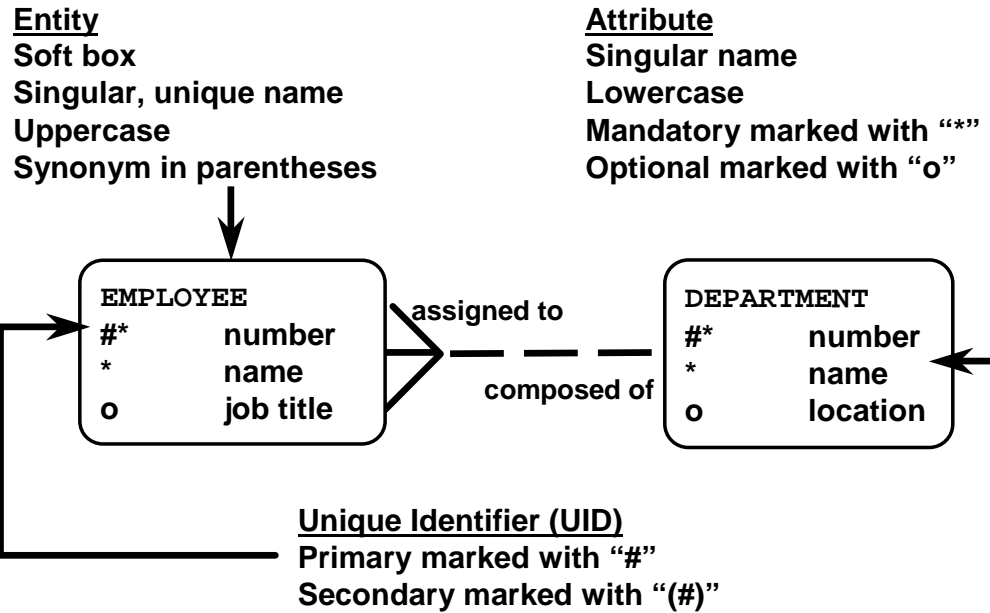 Entity
Soft box
Singular, unique name
Uppercase
Synonym in parentheses
Attribute
Singular name
Lowercase
Mandatory marked with “*”
Optional marked with “o”
EMPLOYEE
#* number
* name
o job title
assigned to
composed of
DEPARTMENT
#* number
* name
o location
Unique Identifier (UID)
Primary marked with “#”
Secondary marked with “(#)”